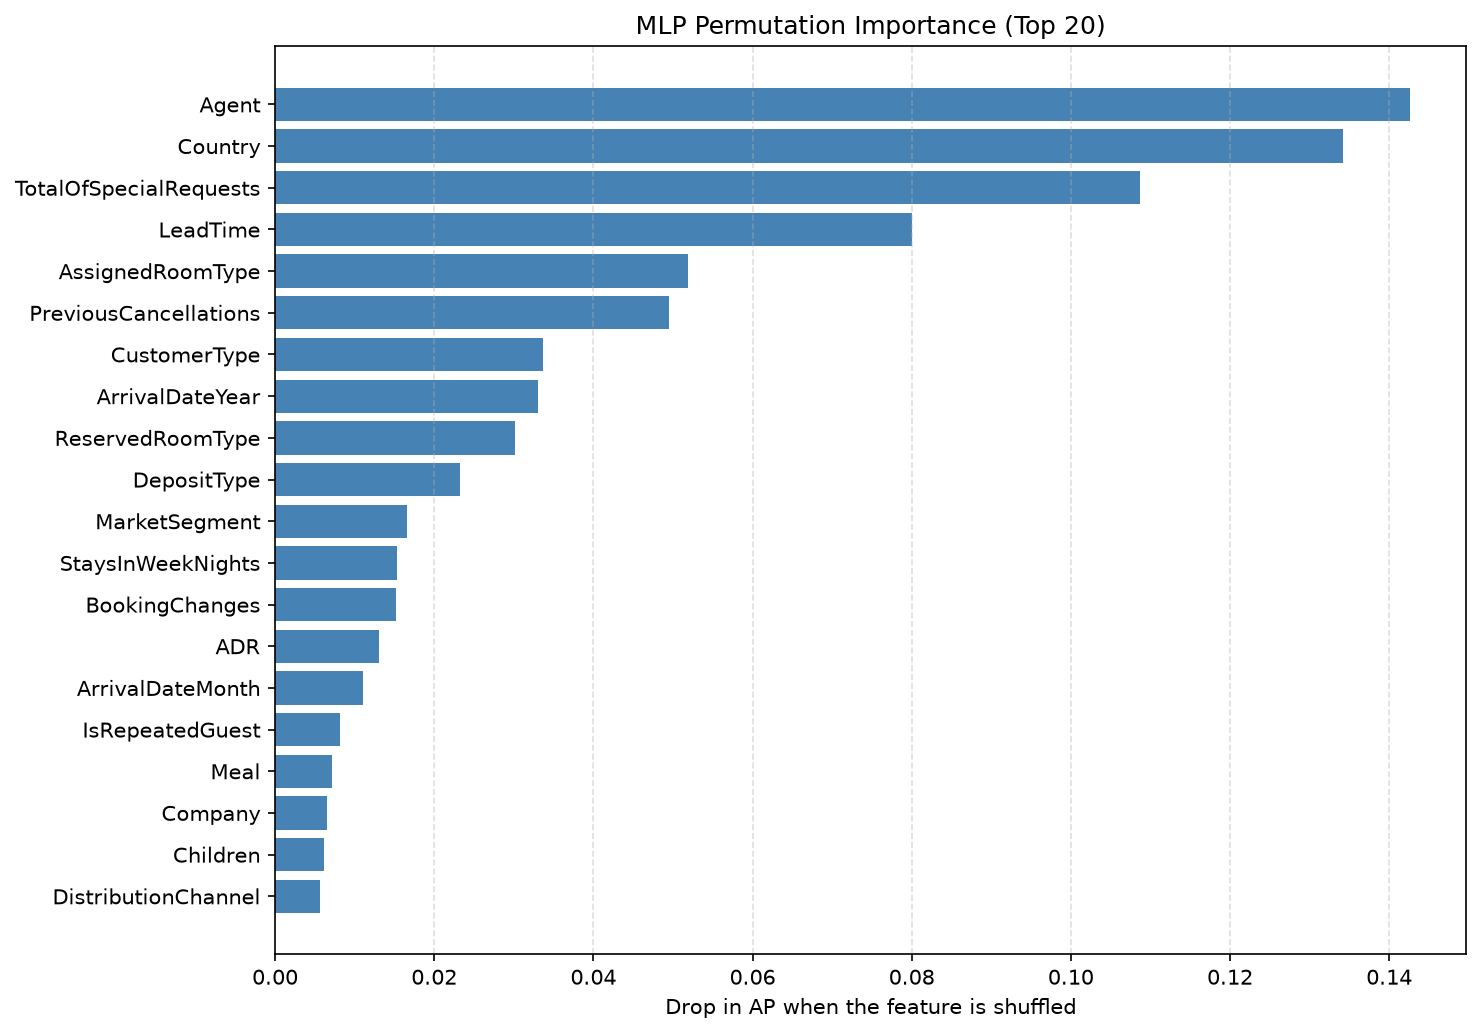 MLP Permutation Importance (Top 20)
Agent
Country
TotalOfSpecialRequests
LeadTime
AssignedRoomType
PreviousCancellations
CustomerType
ArrivalDateYear
ReservedRoomType
DepositType
MarketSegment
StaysInWeekNights
BookingChanges
ADR
ArrivalDateMonth
IsRepeatedGuest
Meal
Company
Children
DistributionChannel
0.00 0.02 0.04 0.06 0.08 0.10 0.12 0.14
Drop in AP when the feature is shuffled